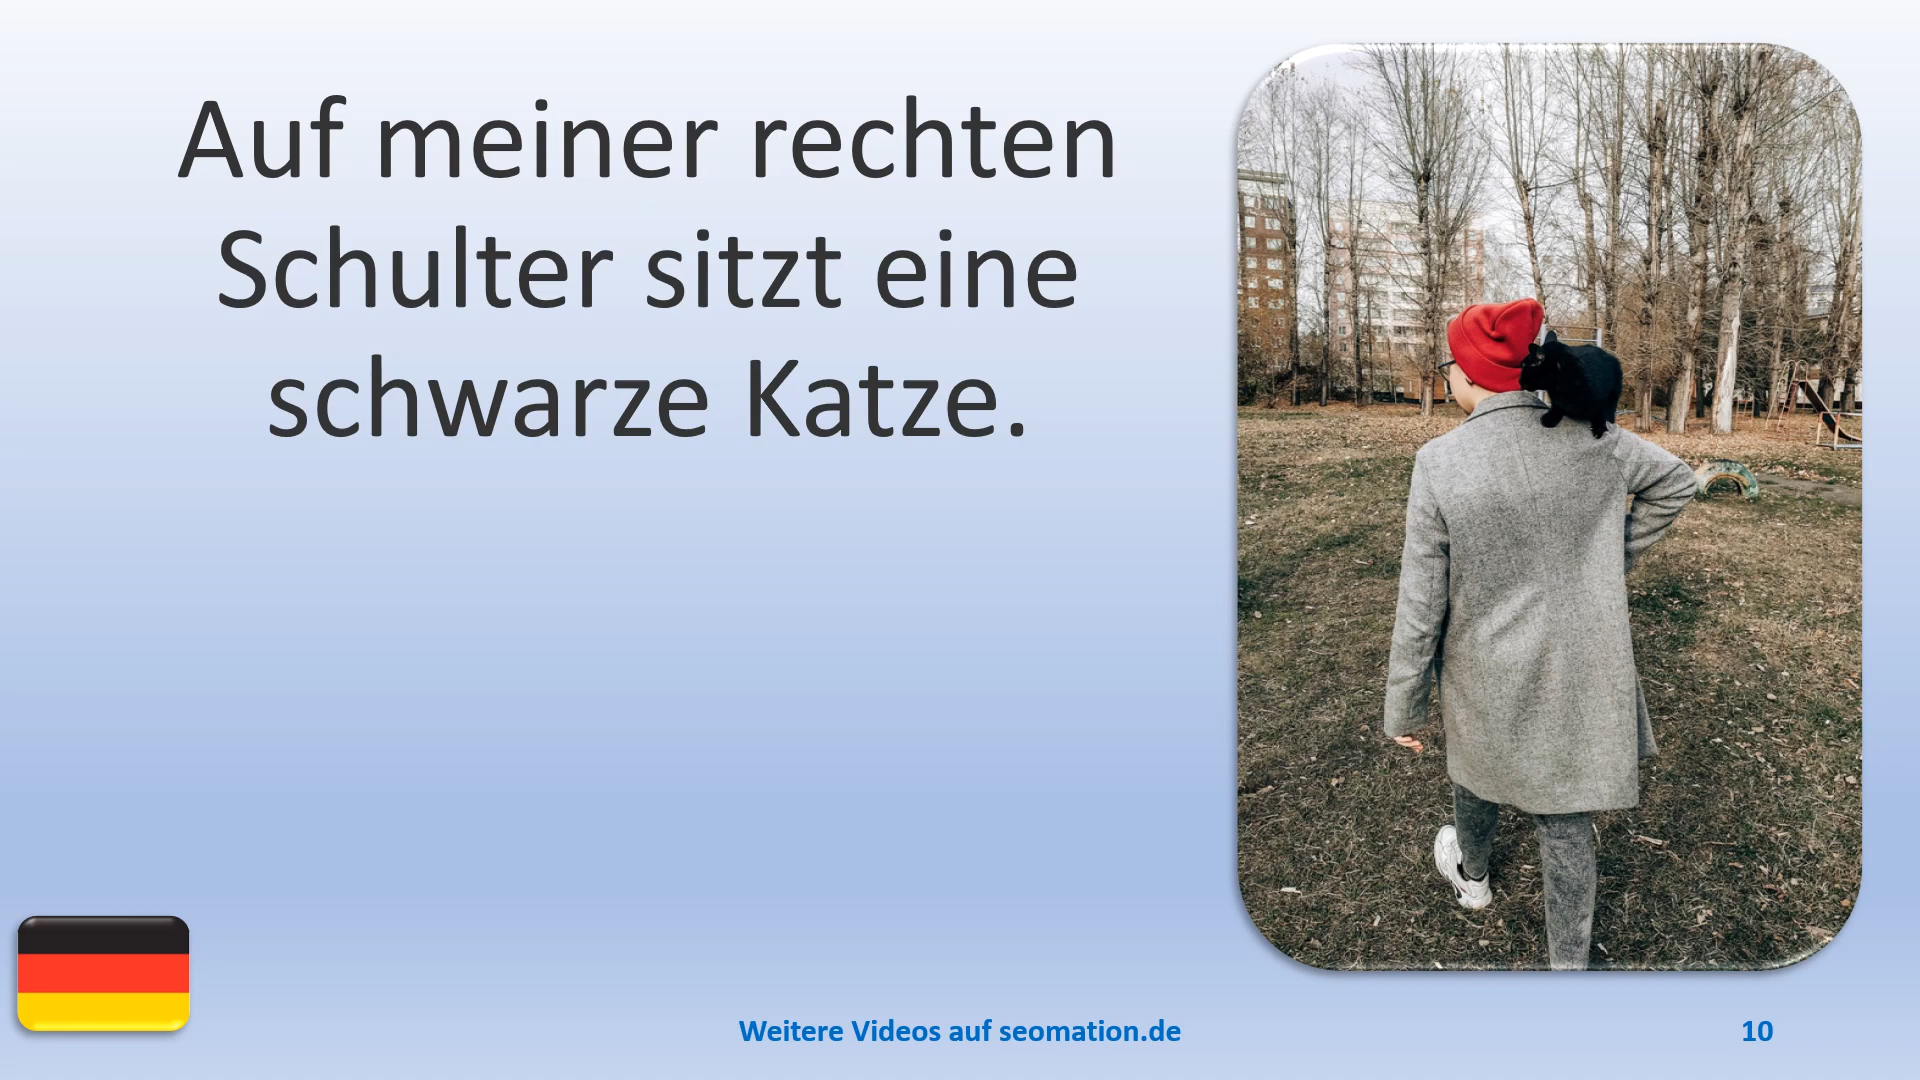 Auf meiner rechten
Schulter sitzt eine
schwarze Katze.
Weitere Videos auf seomation.de
10